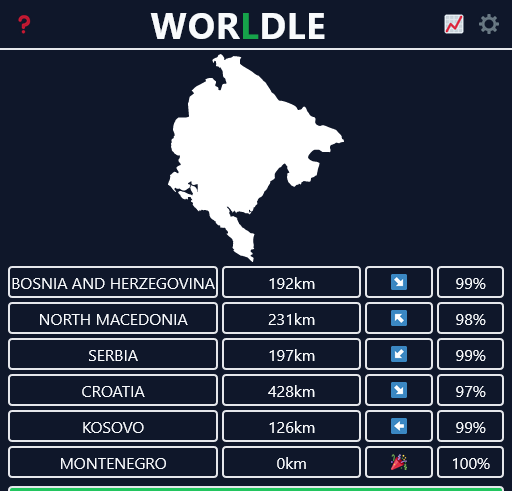 ?
WORLDLE
BOSNIA AND HERZEGOVINA 192km ↘ 99%
NORTH MACEDONIA 231km ↖ 98%
SERBIA 197km ↙ 99%
CROATIA 428km ↘ 97%
KOSOVO 126km ← 99%
MONTENEGRO 0km 🎉 100%